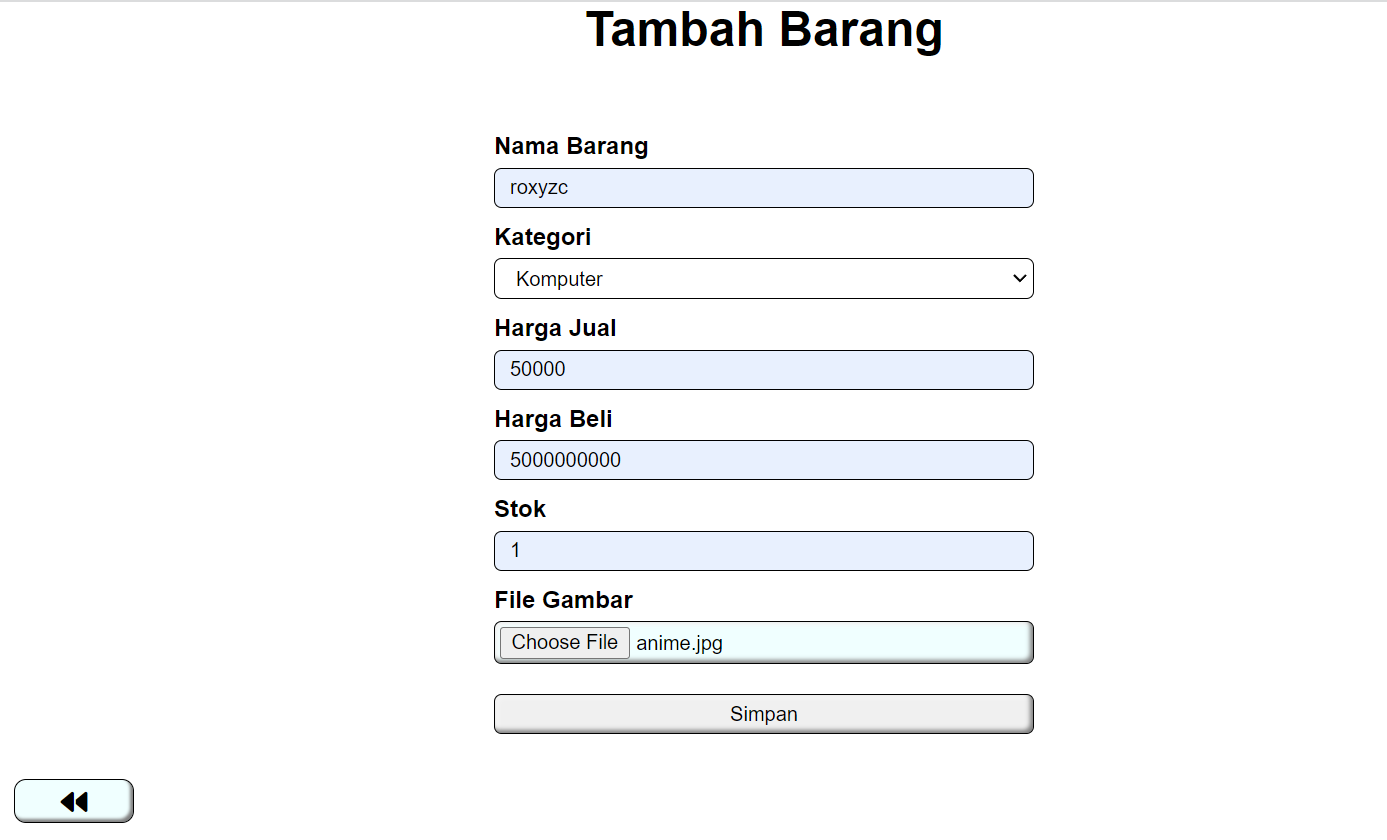 Tambah Barang
Nama Barang
roxyzc
Kategori
Komputer
Harga Jual
50000
Harga Beli
5000000000
Stok
1
File Gambar
Choose File anime.jpg
Simpan